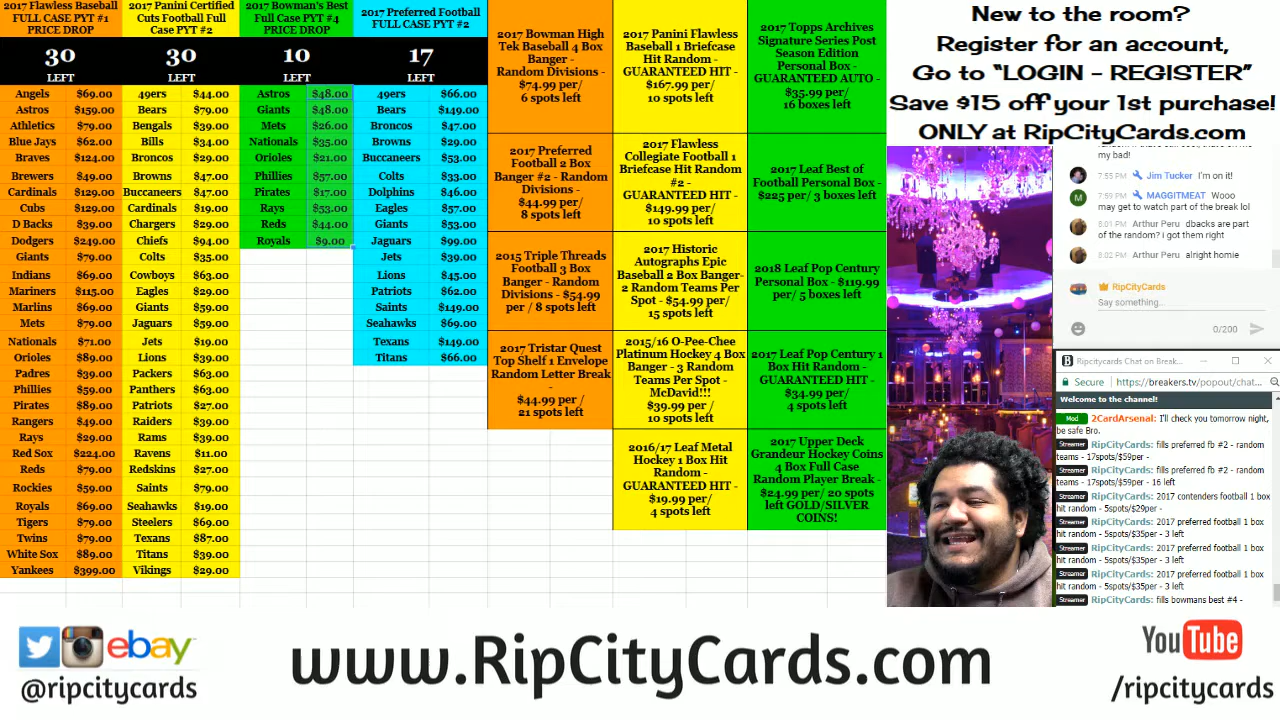 2017 Flawless Baseball
FULL CASE PYT #1
PRICE DROP
30
LEFT
Angels $69.00
Astros $159.00
Athletics $79.00
Blue Jays $62.00
Braves $124.00
Brewers $49.00
Cardinals $129.00
Cubs $129.00
D Backs $39.00
Dodgers $249.00
Giants $79.00
Indians $69.00
Mariners $115.00
Marlins $69.00
Mets $79.00
Nationals $71.00
Orioles $89.00
Padres $39.00
Phillies $59.00
Pirates $89.00
Rangers $49.00
Rays $29.00
Red Sox $224.00
Reds $79.00
Rockies $59.00
Royals $69.00
Tigers $79.00
Twins $79.00
White Sox $89.00
Yankees $399.00
2017 Panini Certified
Cuts Football Full
Case PYT #2
30
LEFT
49ers $44.00
Bears $79.00
Bengals $39.00
Bills $34.00
Broncos $29.00
Browns $47.00
Buccaneers $47.00
Cardinals $19.00
Chargers $29.00
Chiefs $94.00
Colts $35.00
Cowboys $63.00
Eagles $29.00
Giants $59.00
Jaguars $59.00
Jets $19.00
Lions $39.00
Packers $63.00
Panthers $63.00
Patriots $27.00
Raiders $39.00
Rams $39.00
Ravens $11.00
Redskins $27.00
Saints $79.00
Seahawks $19.00
Steelers $69.00
Texans $87.00
Titans $39.00
Vikings $29.00
2017 Bowman's Best
Full Case PYT #4
PRICE DROP
10
LEFT
Astros $48.00
Giants $48.00
Mets $26.00
Nationals $35.00
Orioles $21.00
Phillies $57.00
Pirates $17.00
Rays $53.00
Reds $44.00
Royals $9.00
2017 Preferred Football
FULL CASE PYT #2
17
LEFT
49ers $66.00
Bears $149.00
Broncos $47.00
Browns $29.00
Buccaneers $53.00
Colts $33.00
Dolphins $46.00
Eagles $57.00
Giants $53.00
Jaguars $99.00
Jets $39.00
Lions $45.00
Patriots $62.00
Saints $149.00
Seahawks $69.00
Texans $149.00
Titans $66.00
2017 Bowman High
Tek Baseball 4 Box
Banger -
Random Divisions -
$74.99 per/
6 spots left
2017 Preferred
Football 2 Box
Banger #2 - Random
Divisions -
$44.99 per/
8 spots left
2015 Triple Threads
Football 3 Box
Banger - Random
Divisions - $54.99
per / 8 spots left
2017 Tristar Quest
Top Shelf 1 Envelope
Random Letter Break
-
$44.99 per/
21 spots left
2017 Panini Flawless
Baseball 1 Briefcase
Hit Random -
GUARANTEED HIT -
$167.99 per/
10 spots left
2017 Flawless
Collegiate Football 1
Briefcase Hit Random
#2 -
GUARANTEED HIT -
$149.99 per/
10 spots left
2017 Historic
Autographs Epic
Baseball 2 Box Banger-
2 Random Teams Per
Spot - $54.99 per/
15 spots left
2015/16 O-Pee-Chee
Platinum Hockey 4 Box
Banger - 3 Random
Teams Per Spot -
McDavid!!!
$39.99 per /
10 spots left
2016/17 Leaf Metal
Hockey 1 Box Hit
Random -
GUARANTEED HIT -
$19.99 per/
4 spots left
2017 Topps Archives
Signature Series Post
Season Edition
Personal Box -
GUARANTEED AUTO -
$35.99 per/
16 boxes left
2017 Leaf Best of
Football Personal Box -
$225 per/ 3 boxes left
2018 Leaf Pop Century
Personal Box - $119.99
per/ 5 boxes left
2017 Leaf Pop Century 1
Box Hit Random -
GUARANTEED HIT -
$34.99 per/
4 spots left
2017 Upper Deck
Grandeur Hockey Coins
4 Box Full Case
Random Player Break -
$24.99 per/ 20 spots
left GOLD/SILVER
COINS!
New to the room?
Register for an account,
Go to "LOGIN - REGISTER"
Save $15 off your 1st purchase!
ONLY at RipCityCards.com
my bad!
7:55 PM Jim Tucker I'm on it!
M 7:59 PM MAGGITMEAT Wooo
may get to watch part of the break lol
8:01 PM Arthur Peru dbacks are part
of the random? i got them right
8:02 PM Arthur Peru alright homie
RipCityCards
Say something...
0/200
Ripcitycards Chat on Break...
Secure https://breakers.tv/popout/chat...
Welcome to the channel!
Mod 2CardArsenal: I'll check you tomorrow night,
be safe Bro.
Streamer RipCityCards: fills preferred fb #2 - random
teams - 17spots/$59per -
Streamer RipCityCards: fills preferred fb #2 - random
teams - 17spots/$59per - 16 left
Streamer RipCityCards: 2017 contenders football 1 box
hit random - 5spots/$29per -
Streamer RipCityCards: 2017 preferred football 1 box
hit random - 5spots/$35per - 3 left
Streamer RipCityCards: 2017 preferred football 1 box
hit random - 5spots/$35per - 3 left
Streamer RipCityCards: 2017 preferred football 1 box
hit random - 5spots/$35per - 3 left
Streamer RipCityCards: fills bowmans best #4 -
ebay™
@ripcitycards
www.RipCityCards.com
YouTube
/ripcitycards